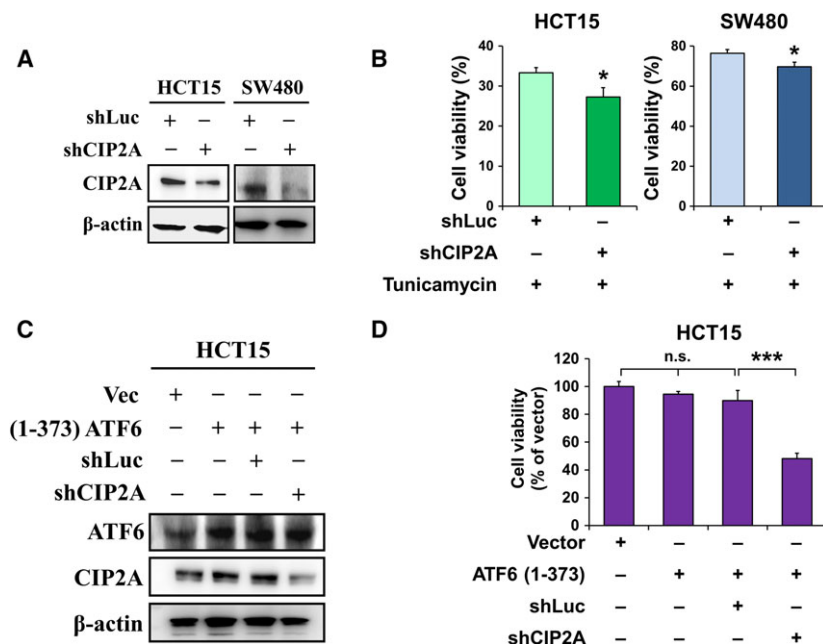 A
HCT15 SW480
shLuc + – + –
shCIP2A – + – +
CIP2A
β-actin
B
HCT15
Cell viability (%)
40
30
20
10
0
SW480
Cell viability (%)
80
60
40
20
0
*
*
shLuc + – + –
shCIP2A – + – +
Tunicamycin + + + +
C
HCT15
Vec + – – –
(1-373) ATF6 – + + +
shLuc – – + –
shCIP2A – – – +
ATF6
CIP2A
β-actin
D
HCT15
Cell viability
(% of vector)
120
100
80
60
40
20
0
n.s. ***
Vector + – – –
ATF6 (1-373) – + + +
shLuc – – + –
shCIP2A – – – +